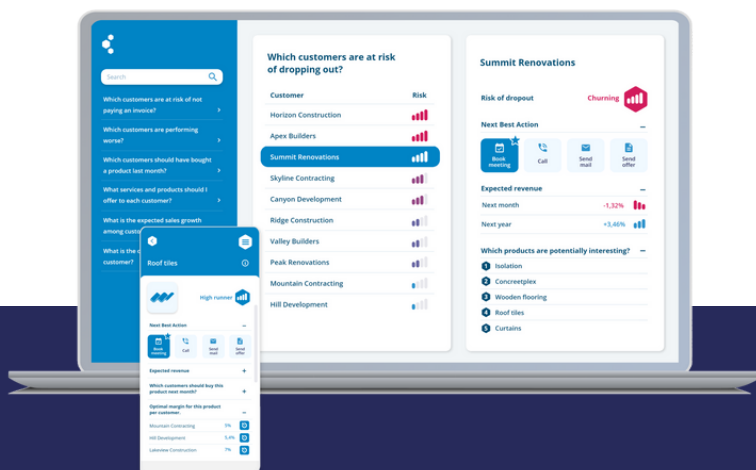 Search
Which customers are at risk of not
paying an invoice?
Which customers are performing
worse?
Which customers should have bought
a product last month?
What services and products should I
offer to each customer?
What is the expected sales growth
among
What is the
customer?
Which customers are at risk
of dropping out?
Customer Risk
Horizon Construction
Apex Builders
Summit Renovations
Skyline Contracting
Canyon Development
Ridge Construction
Valley Builders
Peak Renovations
Mountain Contracting
Hill Development
Summit Renovations
Risk of dropout Churning
Next Best Action
Book
meeting
Call
Send
mail
Send
offer
Expected revenue
Next month -1,32%
Next year +3,46%
Which products are potentially interesting?
1 Isolation
2 Concreetplex
3 Wooden flooring
4 Roof tiles
5 Curtains
Roof tiles
High runner
Next Best Action
Book
meeting
Call
Send
mail
Send
offer
Expected revenue
Which customers should buy this
product next month?
Optimal margin for this product
per customer.
Mountain Contracting 5%
Hill Development 5.4%
Lakeview Construction 7%